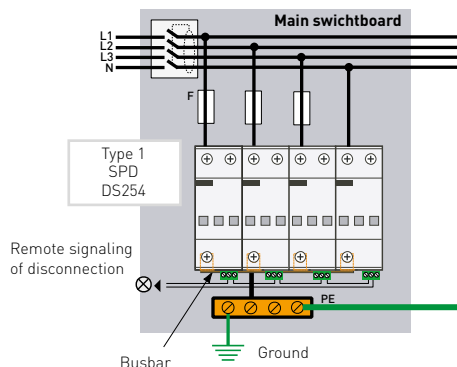 Main swichtboard
L1
L2
L3
N
F
Type 1
SPD
DS254
Remote signaling
of disconnection
PE
Ground
Busbar